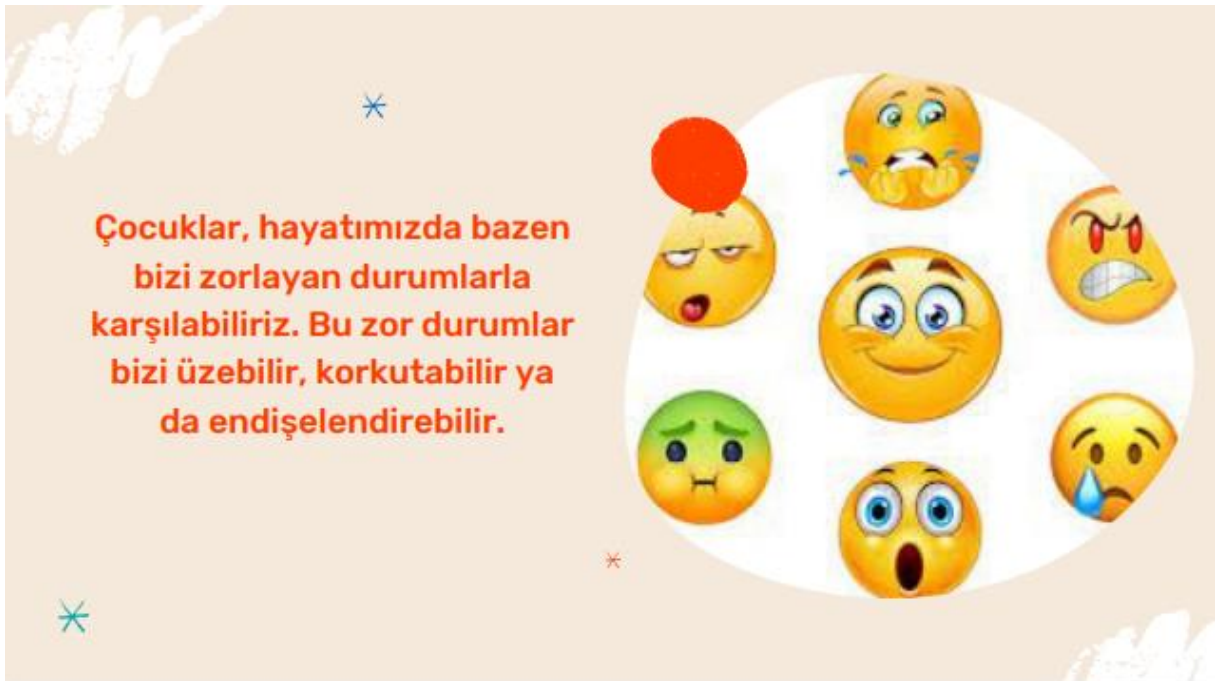 Çocuklar, hayatımızda bazen
bizi zorlayan durumlarla
karşılabiliriz. Bu zor durumlar
bizi üzebilir, korkutabilir ya
da endişelendirebilir.